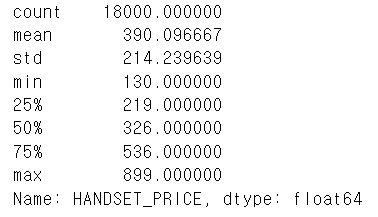 count    18000.000000
mean       390.096667
std        214.239639
min        130.000000
25%        219.000000
50%        326.000000
75%        536.000000
max        899.000000
Name: HANDSET_PRICE, dtype: float64